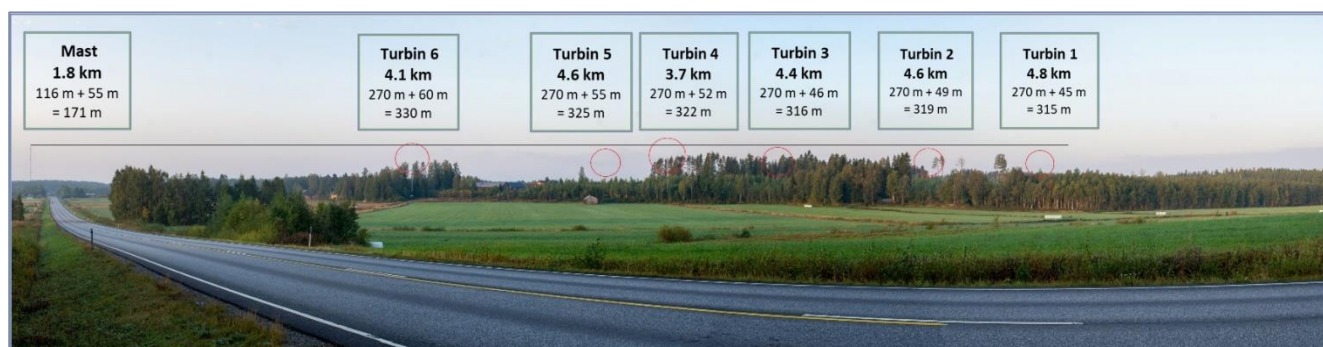 Mast
1.8 km
116 m + 55 m
= 171 m
Turbin 6
4.1 km
270 m + 60 m
= 330 m
Turbin 5
4.6 km
270 m + 55 m
= 325 m
Turbin 4
3.7 km
270 m + 52 m
= 322 m
Turbin 3
4.4 km
270 m + 46 m
= 316 m
Turbin 2
4.6 km
270 m + 49 m
= 319 m
Turbin 1
4.8 km
270 m + 45 m
= 315 m